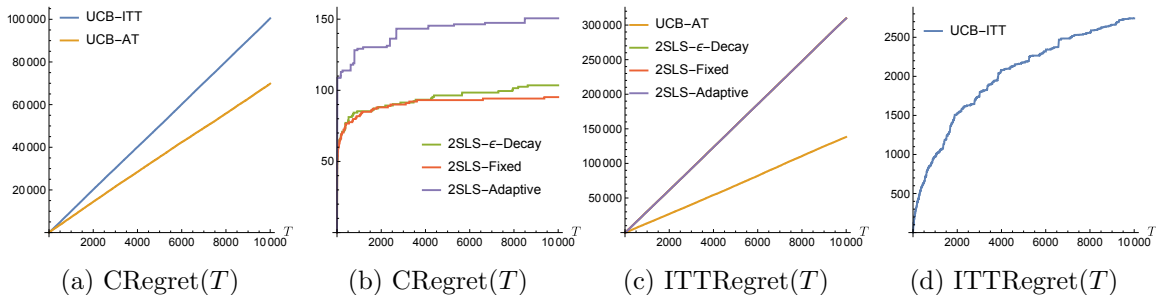 100 000
80 000
60 000
40 000
20 000
UCB-ITT
UCB-AT
2000 4000 6000 8000 10 000 T
(a) CRegret(T)
150
100
50
2SLS-ϵ-Decay
2SLS-Fixed
2SLS-Adaptive
2000 4000 6000 8000 10 000 T
(b) CRegret(T)
300 000
250 000
200 000
150 000
100 000
50 000
UCB-AT
2SLS-ϵ-Decay
2SLS-Fixed
2SLS-Adaptive
2000 4000 6000 8000 10 000 T
(c) ITTRegret(T)
2500
2000
1500
1000
500
UCB-ITT
2000 4000 6000 8000 10 000 T
(d) ITTRegret(T)